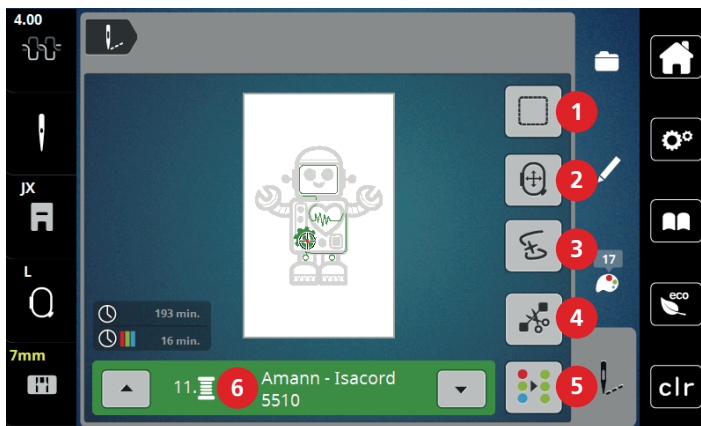 4.00
JX
L
7mm
1
2
3
4
5
17
193 min.
16 min.
11. 6 Amann - Isacord
5510
eco
clr